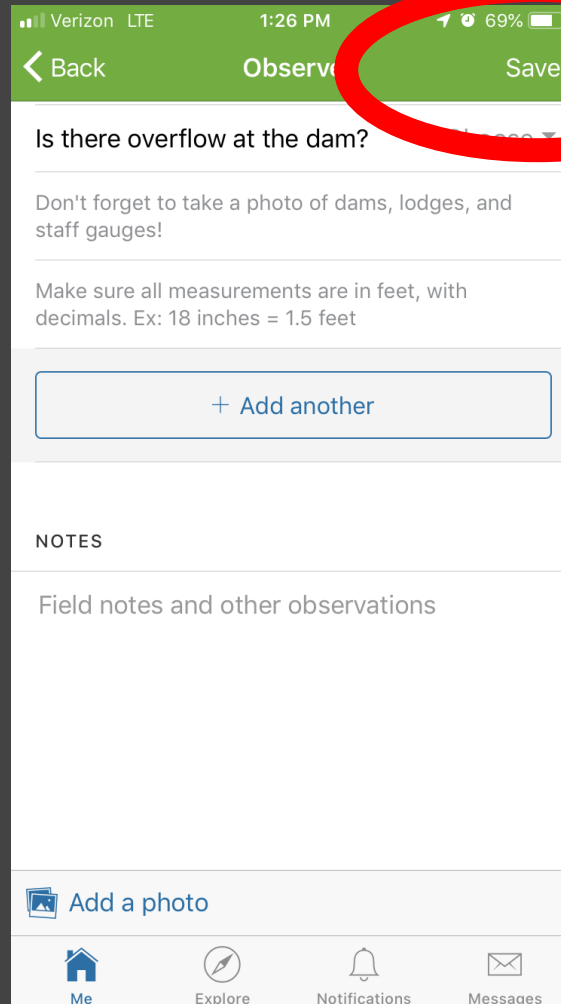 Verizon LTE 1:26 PM 69%
Back Observe Save
Is there overflow at the dam? Choose
Don't forget to take a photo of dams, lodges, and
staff gauges!
Make sure all measurements are in feet, with
decimals. Ex: 18 inches = 1.5 feet
+ Add another
NOTES
Field notes and other observations
Add a photo
Me Explore Notifications Messages